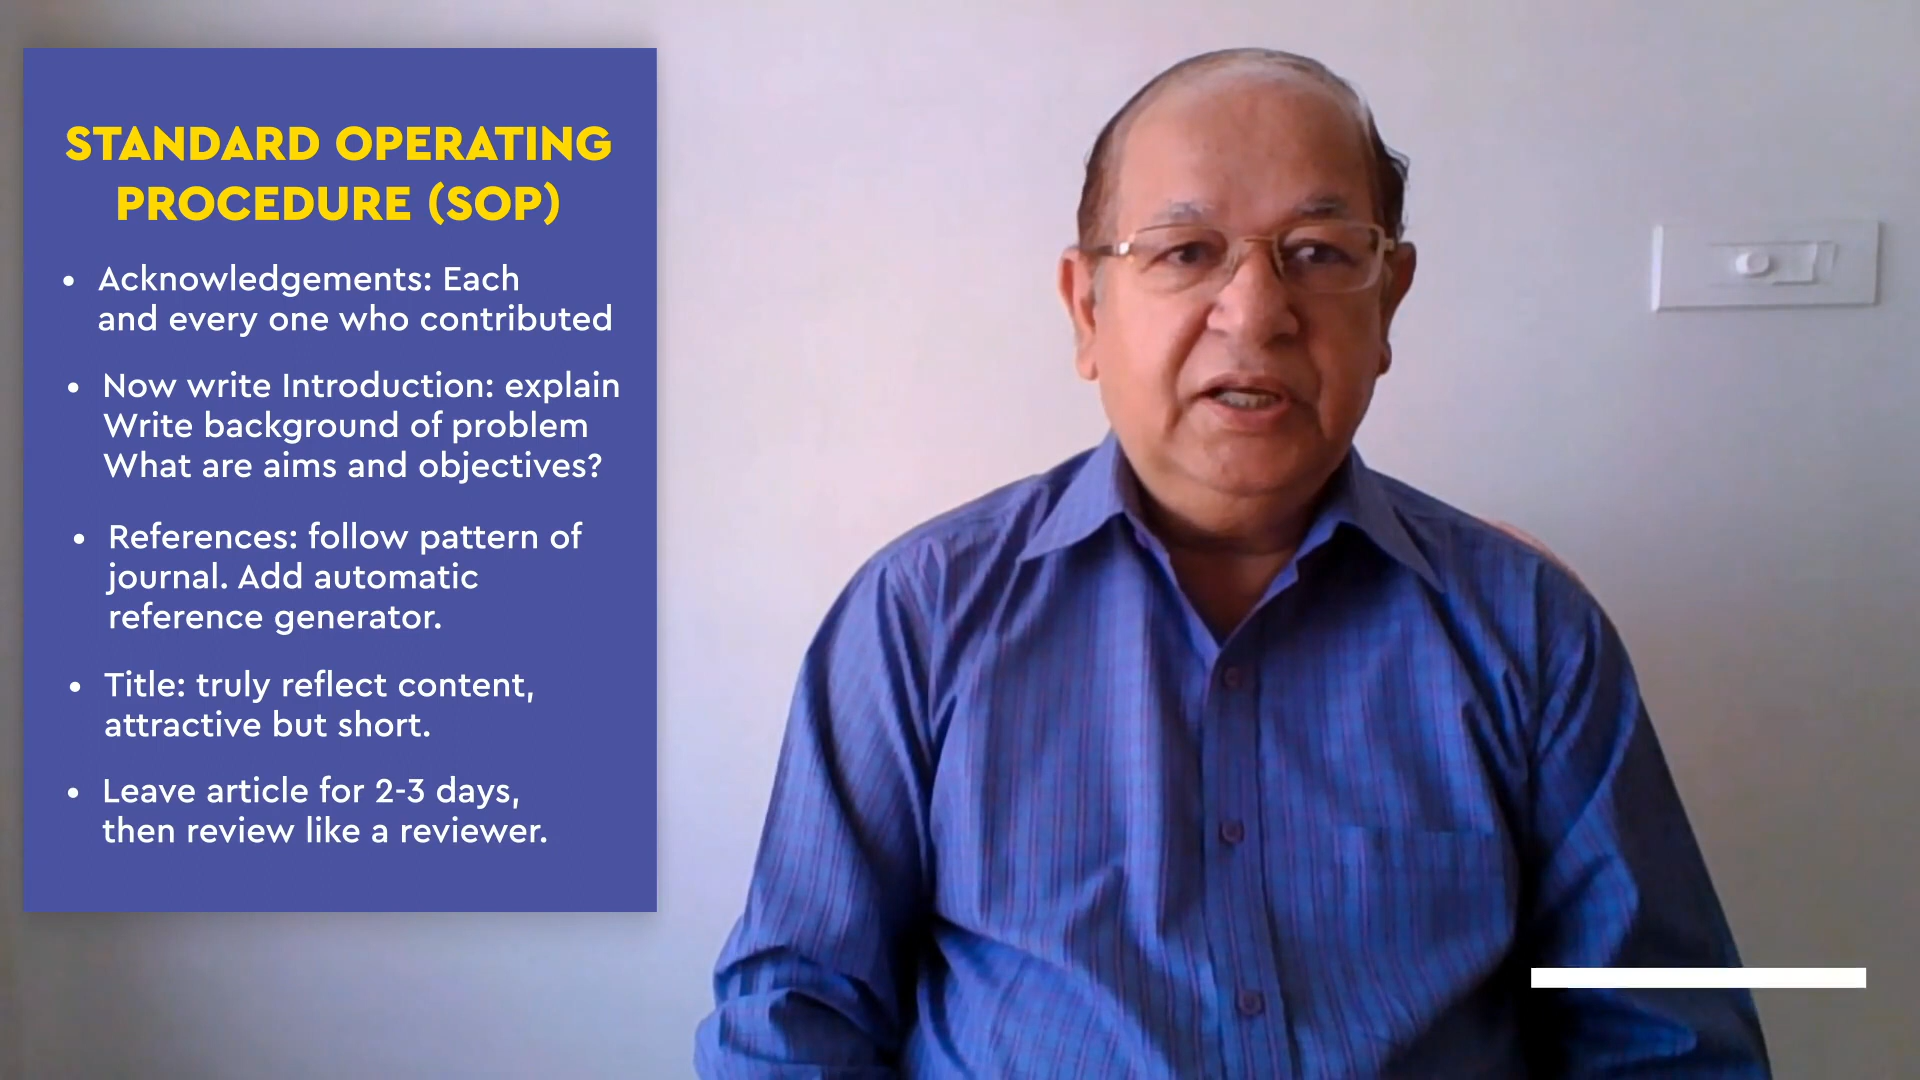 STANDARD OPERATING
PROCEDURE (SOP)
• Acknowledgements: Each
and every one who contributed
• Now write Introduction: explain
Write background of problem
What are aims and objectives?
• References: follow pattern of
journal. Add automatic
reference generator.
• Title: truly reflect content,
attractive but short.
• Leave article for 2-3 days,
then review like a reviewer.